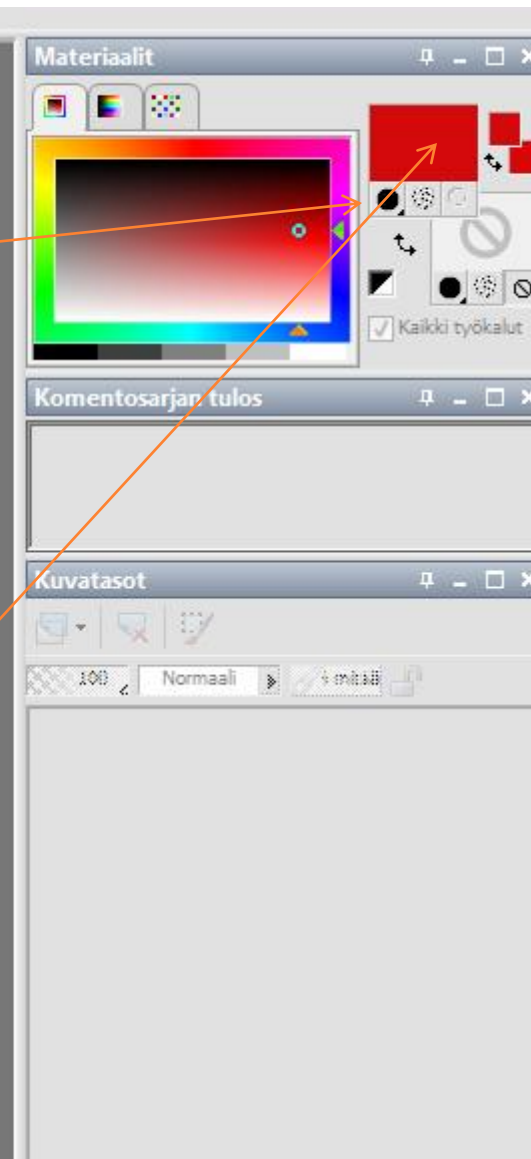 Materiaalit
Kaikki työkalut
Komentosarjan tulos
Kuvatasot
100
Normaali